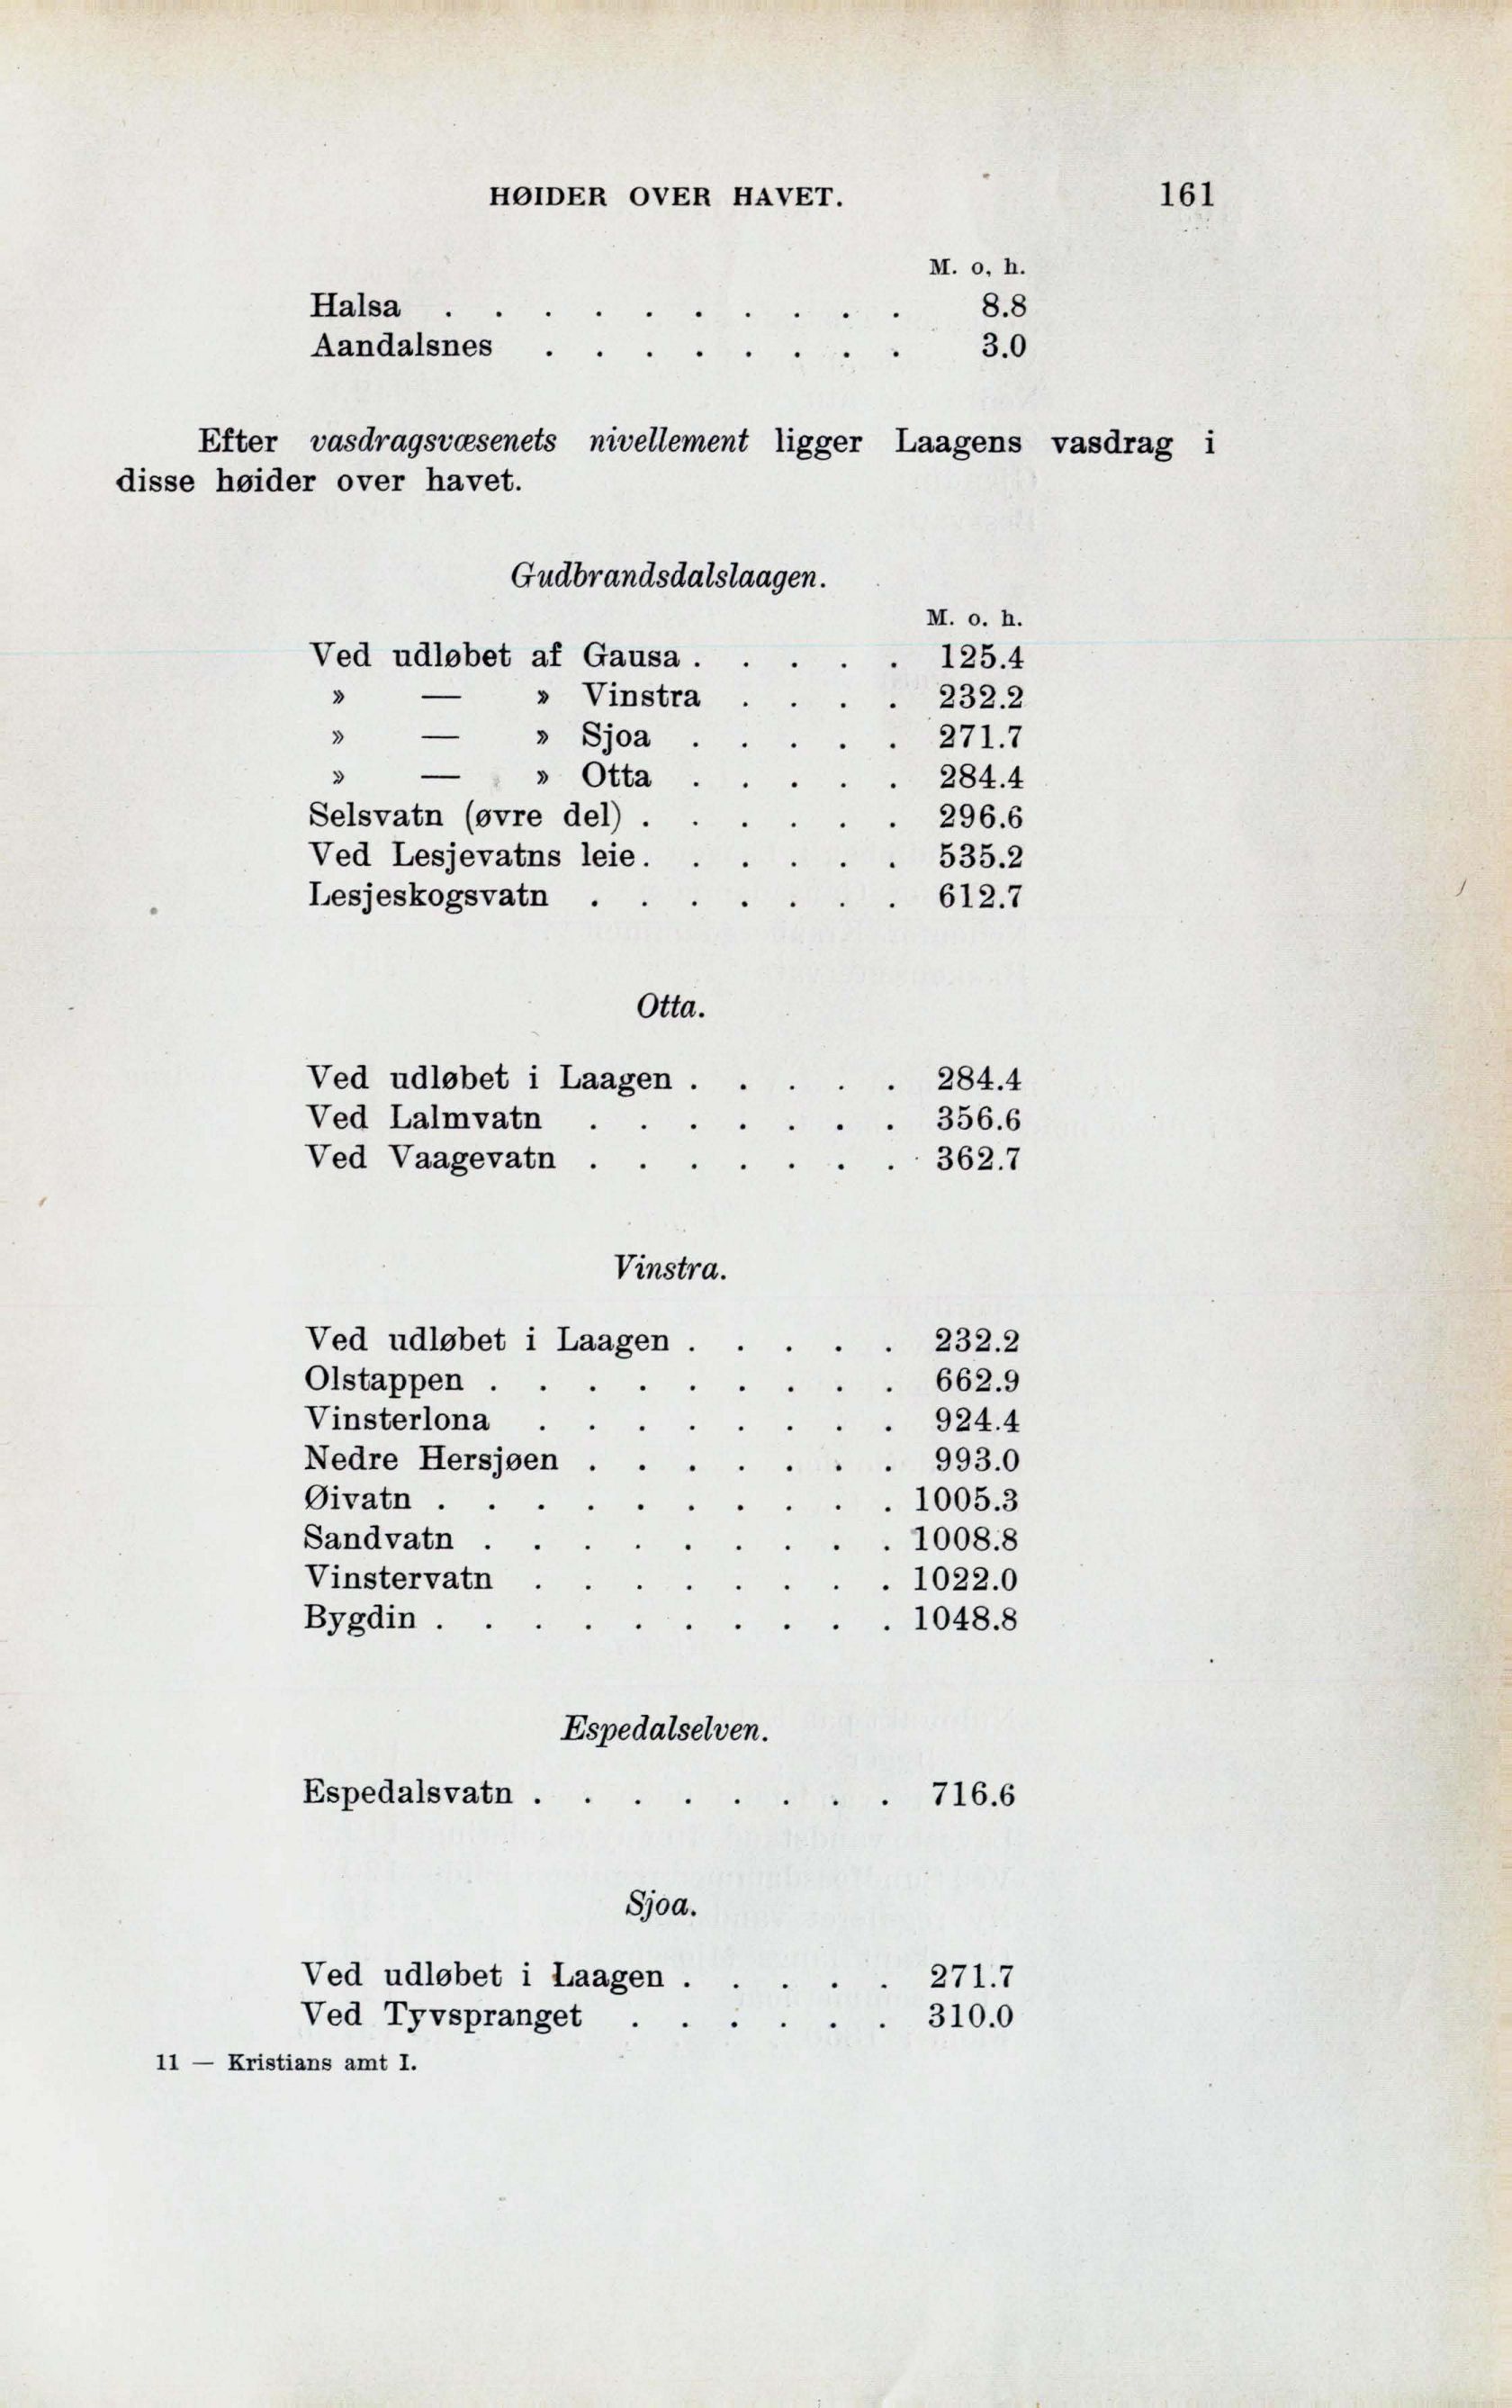 HØIDER OVER HAVET. 161
M. o, h.
Halsa . . . . . . . . . . 8.8
Aandalsnes . . . . . . . . 3.0
Efter vasdragsvæsenets nivellement ligger Laagens vasdrag i
disse høider over havet.
Gudbrandsdalslaagen.
M. o. h.
Ved udløbet af Gausa . . . . . 125.4
» — » Vinstra . . . . 232.2
» — » Sjoa . . . . . 271.7
» — » Otta . . . . . 284.4
Selsvatn (øvre del) . . . . . . 296.6
Ved Lesjevatns leie . . . . . . 535.2
Lesjeskogsvatn . . . . . . . 612.7
Otta.
Ved udløbet i Laagen . . . . . 284.4
Ved Lalmvatn . . . . . . . 356.6
Ved Vaagevatn . . . . . . . 362.7
Vinstra.
Ved udløbet i Laagen . . . . . 232.2
Olstappen . . . . . . . . . 662.9
Vinsterlona . . . . . . . . 924.4
Nedre Hersjøen . . . . . . . 993.0
Øivatn . . . . . . . . . . 1005.3
Sandvatn . . . . . . . . . 1008.8
Vinstervatn . . . . . . . . 1022.0
Bygdin . . . . . . . . . . 1048.8
Espedalselven.
Espedalsvatn . . . . . . . . 716.6
Sjoa.
Ved udløbet i Laagen . . . . . 271.7
Ved Tyvspranget . . . . . . 310.0
11 — Kristians amt I.